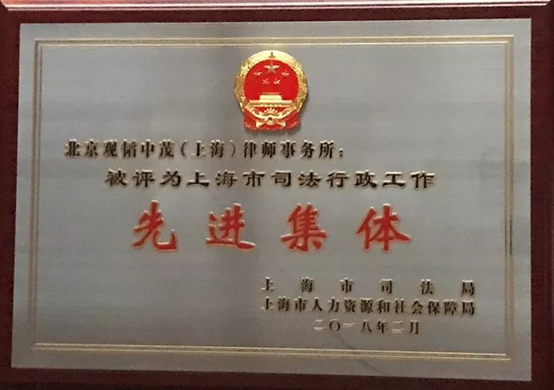 北京观韬中茂(上海)律师事务所:
被评为上海市司法行政工作
先进集体
上海市司法局
上海市人力资源和社会保障局
二〇一八年二月